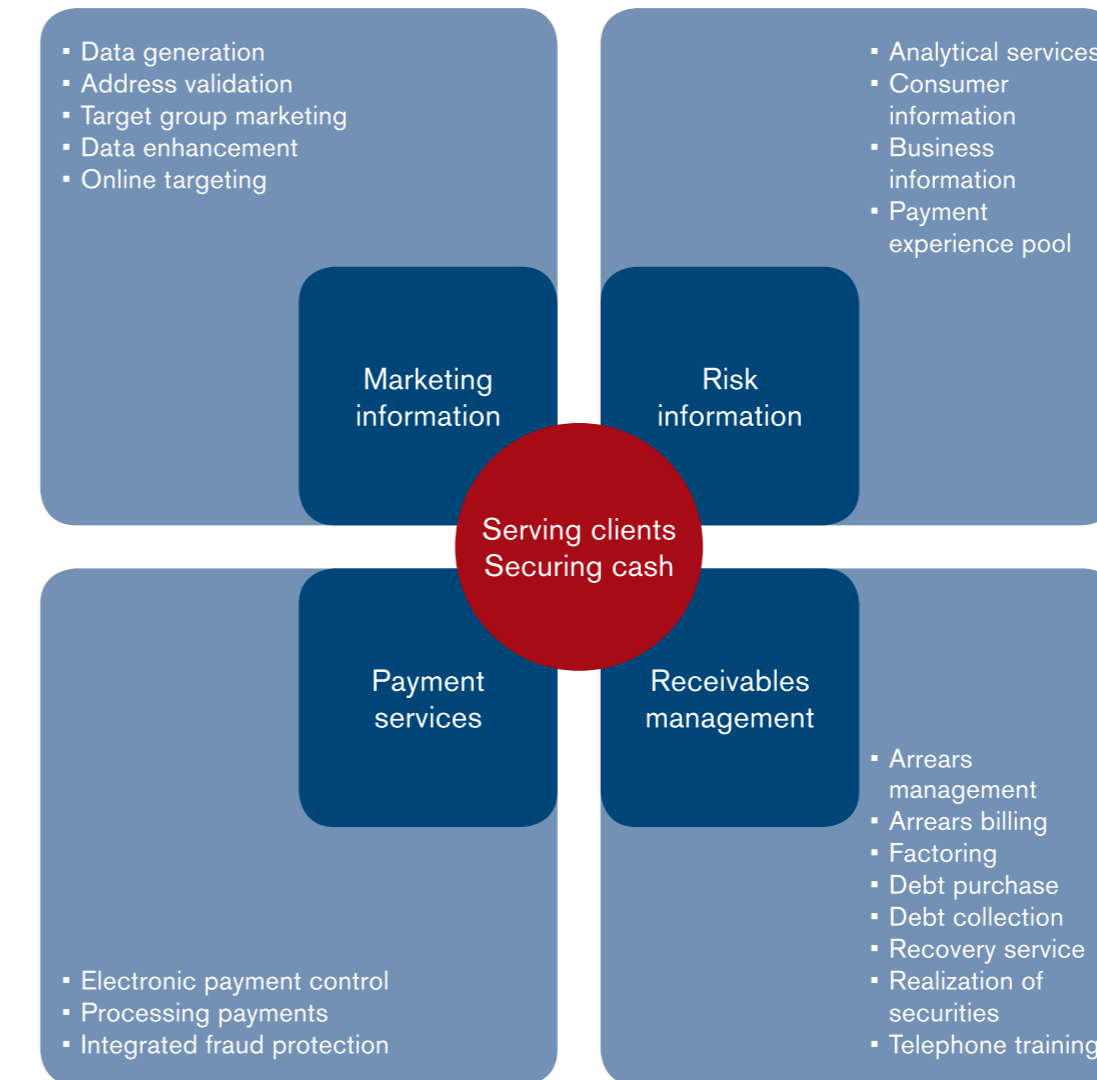 ▪ Data generation
▪ Address validation
▪ Target group marketing
▪ Data enhancement
▪ Online targeting
▪ Analytical services
▪ Consumer
information
▪ Business
information
▪ Payment
experience pool
Marketing
information
Risk
information
Serving clients
Securing cash
Payment
services
Receivables
management
▪ Electronic payment control
▪ Processing payments
▪ Integrated fraud protection
▪ Arrears
management
▪ Arrears billing
▪ Factoring
▪ Debt purchase
▪ Debt collection
▪ Recovery service
▪ Realization of
securities
▪ Telephone training